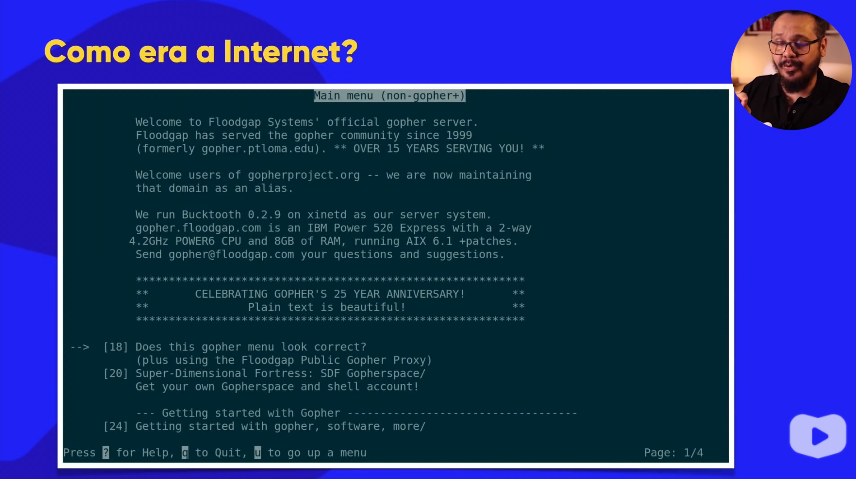 Como era a Internet?
Main menu (non-gopher+)
Welcome to Floodgap Systems' official gopher server.
Floodgap has served the gopher community since 1999
(formerly gopher.ptloma.edu). ** OVER 15 YEARS SERVING YOU! **
Welcome users of gopherproject.org -- we are now maintaining
that domain as an alias.
We run Bucktooth 0.2.9 on xinetd as our server system.
gopher.floodgap.com is an IBM Power 520 Express with a 2-way
4.2GHz POWER6 CPU and 8GB of RAM, running AIX 6.1 +patches.
Send gopher@floodgap.com your questions and suggestions.
***********************************************************
** CELEBRATING GOPHER'S 25 YEAR ANNIVERSARY! **
** Plain text is beautiful! **
***********************************************************
--> [18] Does this gopher menu look correct?
(plus using the Floodgap Public Gopher Proxy)
[20] Super-Dimensional Fortress: SDF Gopherspace/
Get your own Gopherspace and shell account!
--- Getting started with Gopher -----------------------------------
[24] Getting started with gopher, software, more/
Press ? for Help, q to Quit, u to go up a menu Page: 1/4